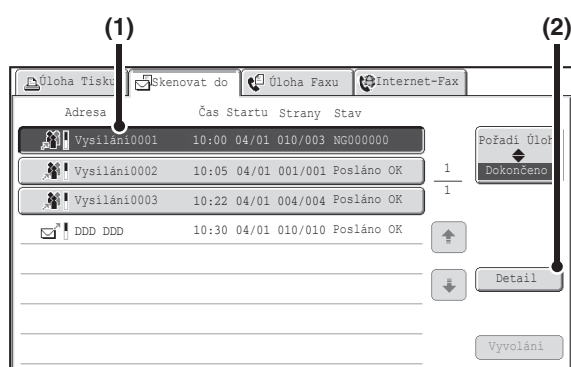 (1) (2)
Úloha Tisku Skenovat do Úloha Faxu Internet-Fax
Adresa Čas Startu Strany Stav
Vysílání0001 10:00 04/01 010/003 NG000000
Vysílání0002 10:05 04/01 001/001 Posláno OK
Vysílání0003 10:22 04/01 004/004 Posláno OK
DDD DDD 10:30 04/01 010/010 Posláno OK
Pořadí Úloh
Dokončeno
1
1
Detail
Vyvolání